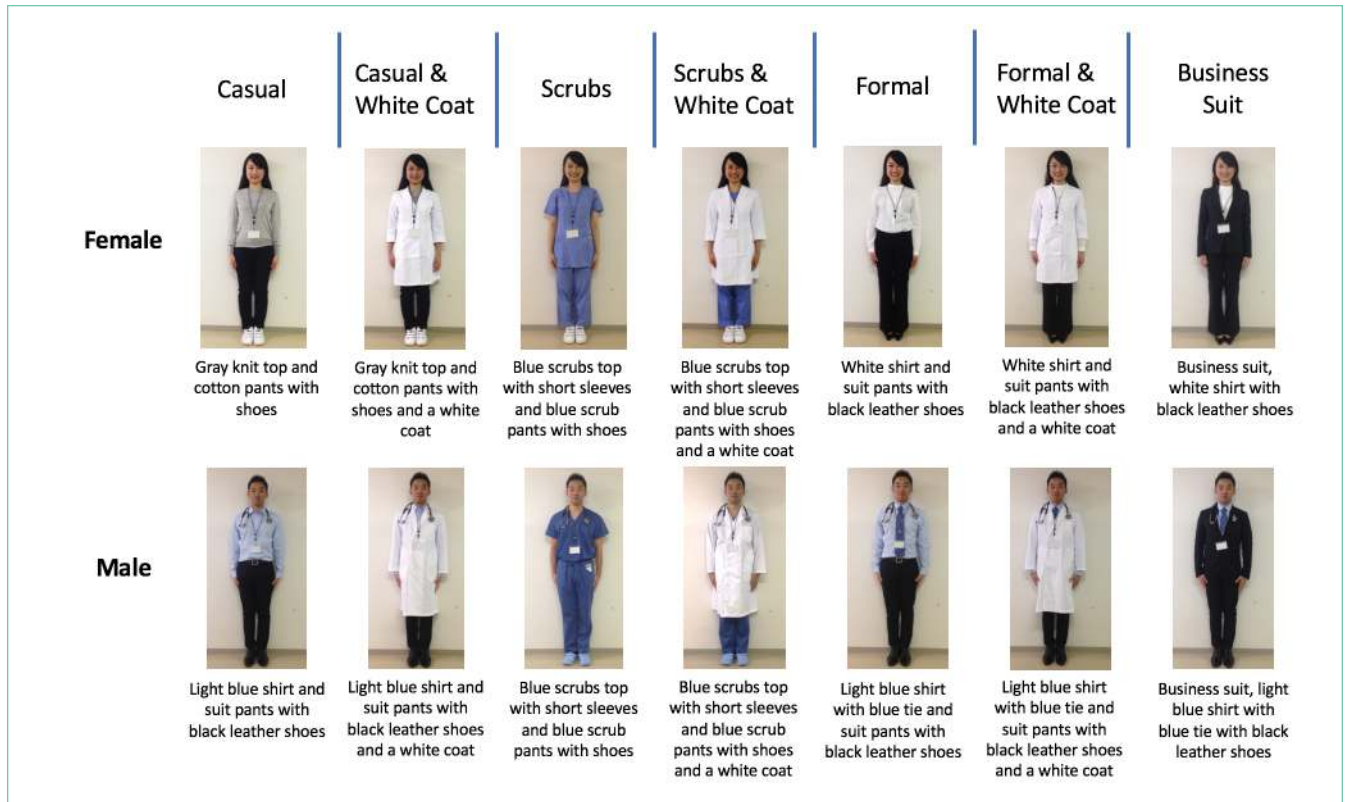 Casual
Casual &
White Coat
Scrubs
Scrubs &
White Coat
Formal
Formal &
White Coat
Business
Suit
Female
Gray knit top and
cotton pants with
shoes
Gray knit top and
cotton pants with
shoes and a white
coat
Blue scrubs top
with short sleeves
and blue scrub
pants with shoes
Blue scrubs top
with short sleeves
and blue scrub
pants with shoes
and a white coat
White shirt and
suit pants with
black leather shoes
White shirt and
suit pants with
black leather shoes
and a white coat
Business suit,
white shirt with
black leather shoes
Male
Light blue shirt and
suit pants with
black leather shoes
Light blue shirt and
suit pants with
black leather shoes
and a white coat
Blue scrubs top
with short sleeves
and blue scrub
pants with shoes
Blue scrubs top
with short sleeves
and blue scrub
pants with shoes
and a white coat
Light blue shirt
with blue tie and
suit pants with
black leather shoes
Light blue shirt
with blue tie and
suit pants with
black leather shoes
and a white coat
Business suit, light
blue shirt with
blue tie with black
leather shoes